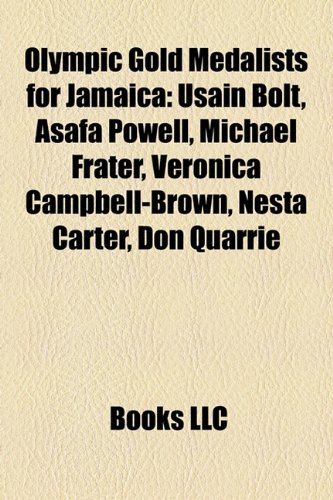 Olympic Gold Medalists
for Jamaica: Usain Bolt,
Asafa Powell, Michael
Frater, Veronica
Campbell-Brown, Nesta
Carter, Don Quarrie
Books LLC